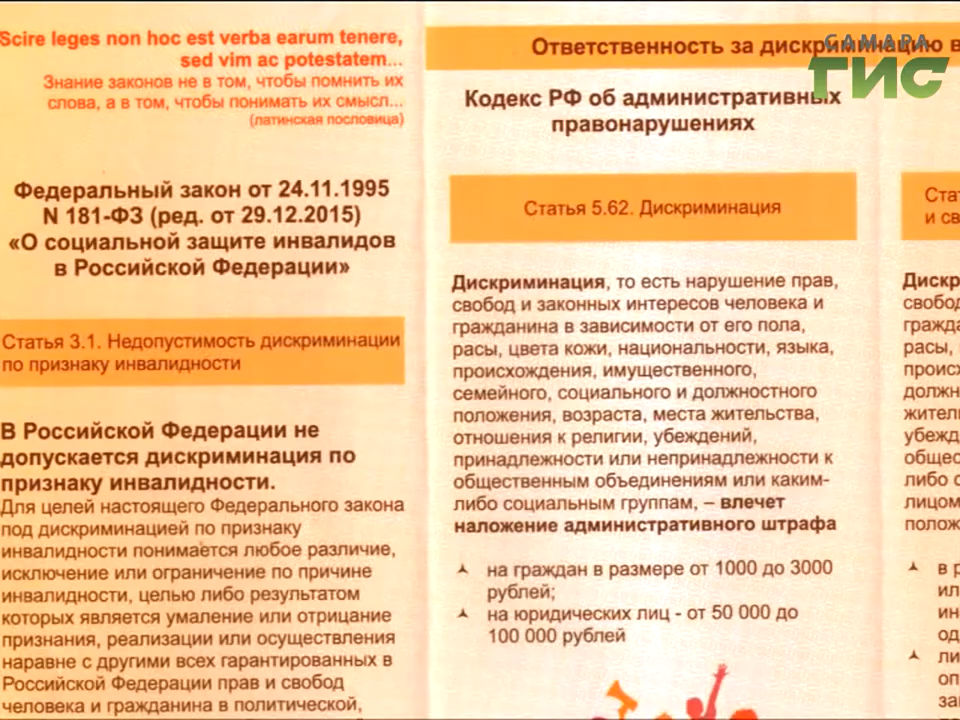 Scire leges non hoc est verba earum tenere,
sed vim ac potestatem...
Знание законов не в том, чтобы помнить их
слова, а в том, чтобы понимать их смысл...
(латинская пословица)
Федеральный закон от 24.11.1995
N 181-ФЗ (ред. от 29.12.2015)
«О социальной защите инвалидов
в Российской Федерации»
Статья 3.1. Недопустимость дискриминации
по признаку инвалидности
В Российской Федерации не
допускается дискриминация по
признаку инвалидности.
Для целей настоящего Федерального закона
под дискриминацией по признаку
инвалидности понимается любое различие,
исключение или ограничение по причине
инвалидности, целью либо результатом
которых является умаление или отрицание
признания, реализации или осуществления
наравне с другими всех гарантированных в
Российской Федерации прав и свобод
человека и гражданина в политической,
Ответственность за дискриминацию в
САМАРА
ГИС
Кодекс РФ об административных
правонарушениях
Статья 5.62. Дискриминация
Дискриминация, то есть нарушение прав,
свобод и законных интересов человека и
гражданина в зависимости от его пола,
расы, цвета кожи, национальности, языка,
происхождения, имущественного,
семейного, социального и должностного
положения, возраста, места жительства,
отношения к религии, убеждений,
принадлежности или непринадлежности к
общественным объединениям или каким-
либо социальным группам, – влечет
наложение административного штрафа
на граждан в размере от 1000 до 3000
рублей;
на юридических лиц - от 50 000 до
100 000 рублей
и св